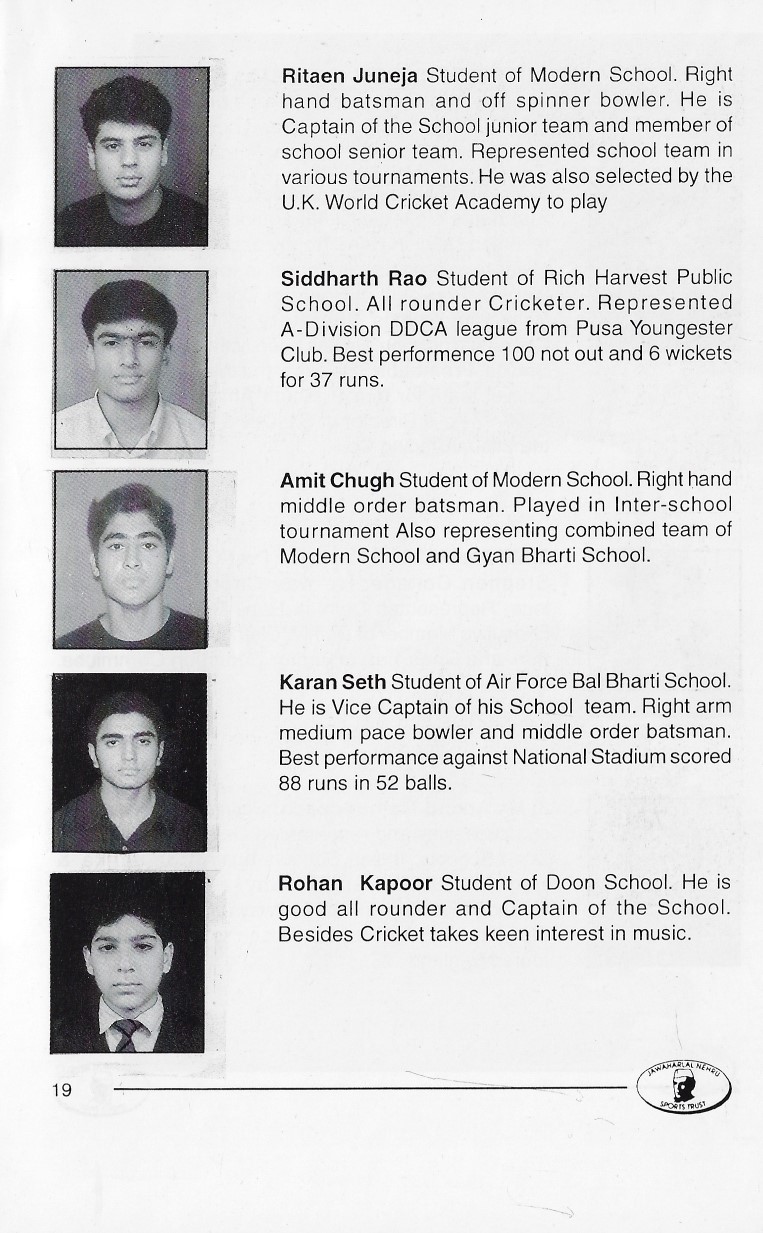 Ritaen Juneja Student of Modern School. Right
hand batsman and off spinner bowler. He is
Captain of the School junior team and member of
school senior team. Represented school team in
various tournaments. He was also selected by the
U.K. World Cricket Academy to play
Siddharth Rao Student of Rich Harvest Public
School. All rounder Cricketer. Represented
A-Division DDCA league from Pusa Youngester
Club. Best performence 100 not out and 6 wickets
for 37 runs.
Amit Chugh Student of Modern School. Right hand
middle order batsman. Played in Inter-school
tournament Also representing combined team of
Modern School and Gyan Bharti School.
Karan Seth Student of Air Force Bal Bharti School.
He is Vice Captain of his School team. Right arm
medium pace bowler and middle order batsman.
Best performance against National Stadium scored
88 runs in 52 balls.
Rohan Kapoor Student of Doon School. He is
good all rounder and Captain of the School.
Besides Cricket takes keen interest in music.
19
JAWAHARLAL NEHRU
SPORTS TRUST